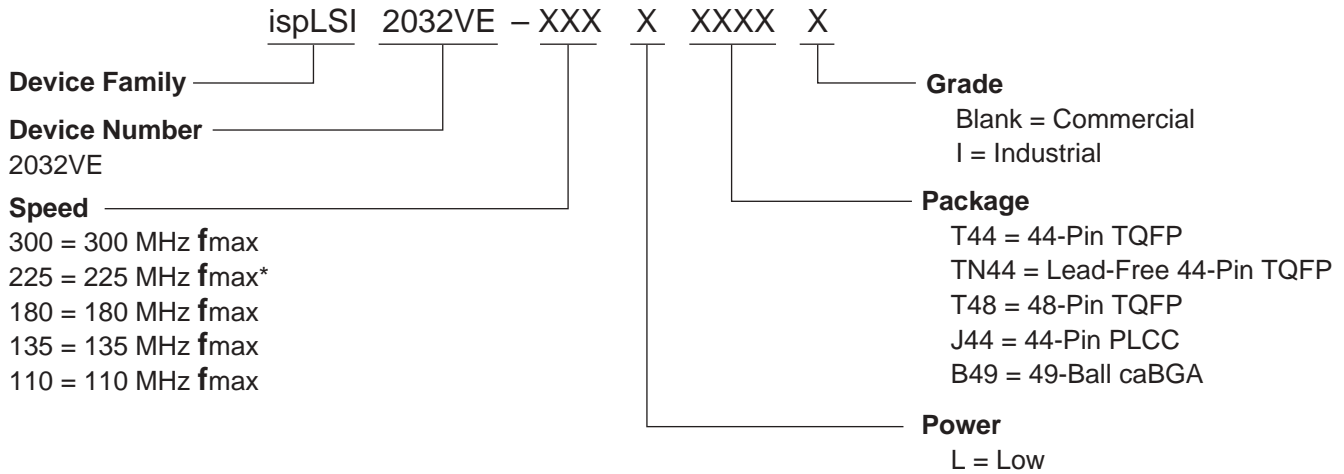 ispLSI 2032VE – XXX X XXXX X
Device Family
Device Number
2032VE
Speed
300 = 300 MHz fmax
225 = 225 MHz fmax*
180 = 180 MHz fmax
135 = 135 MHz fmax
110 = 110 MHz fmax
Grade
Blank = Commercial
I = Industrial
Package
T44 = 44-Pin TQFP
TN44 = Lead-Free 44-Pin TQFP
T48 = 48-Pin TQFP
J44 = 44-Pin PLCC
B49 = 49-Ball caBGA
Power
L = Low